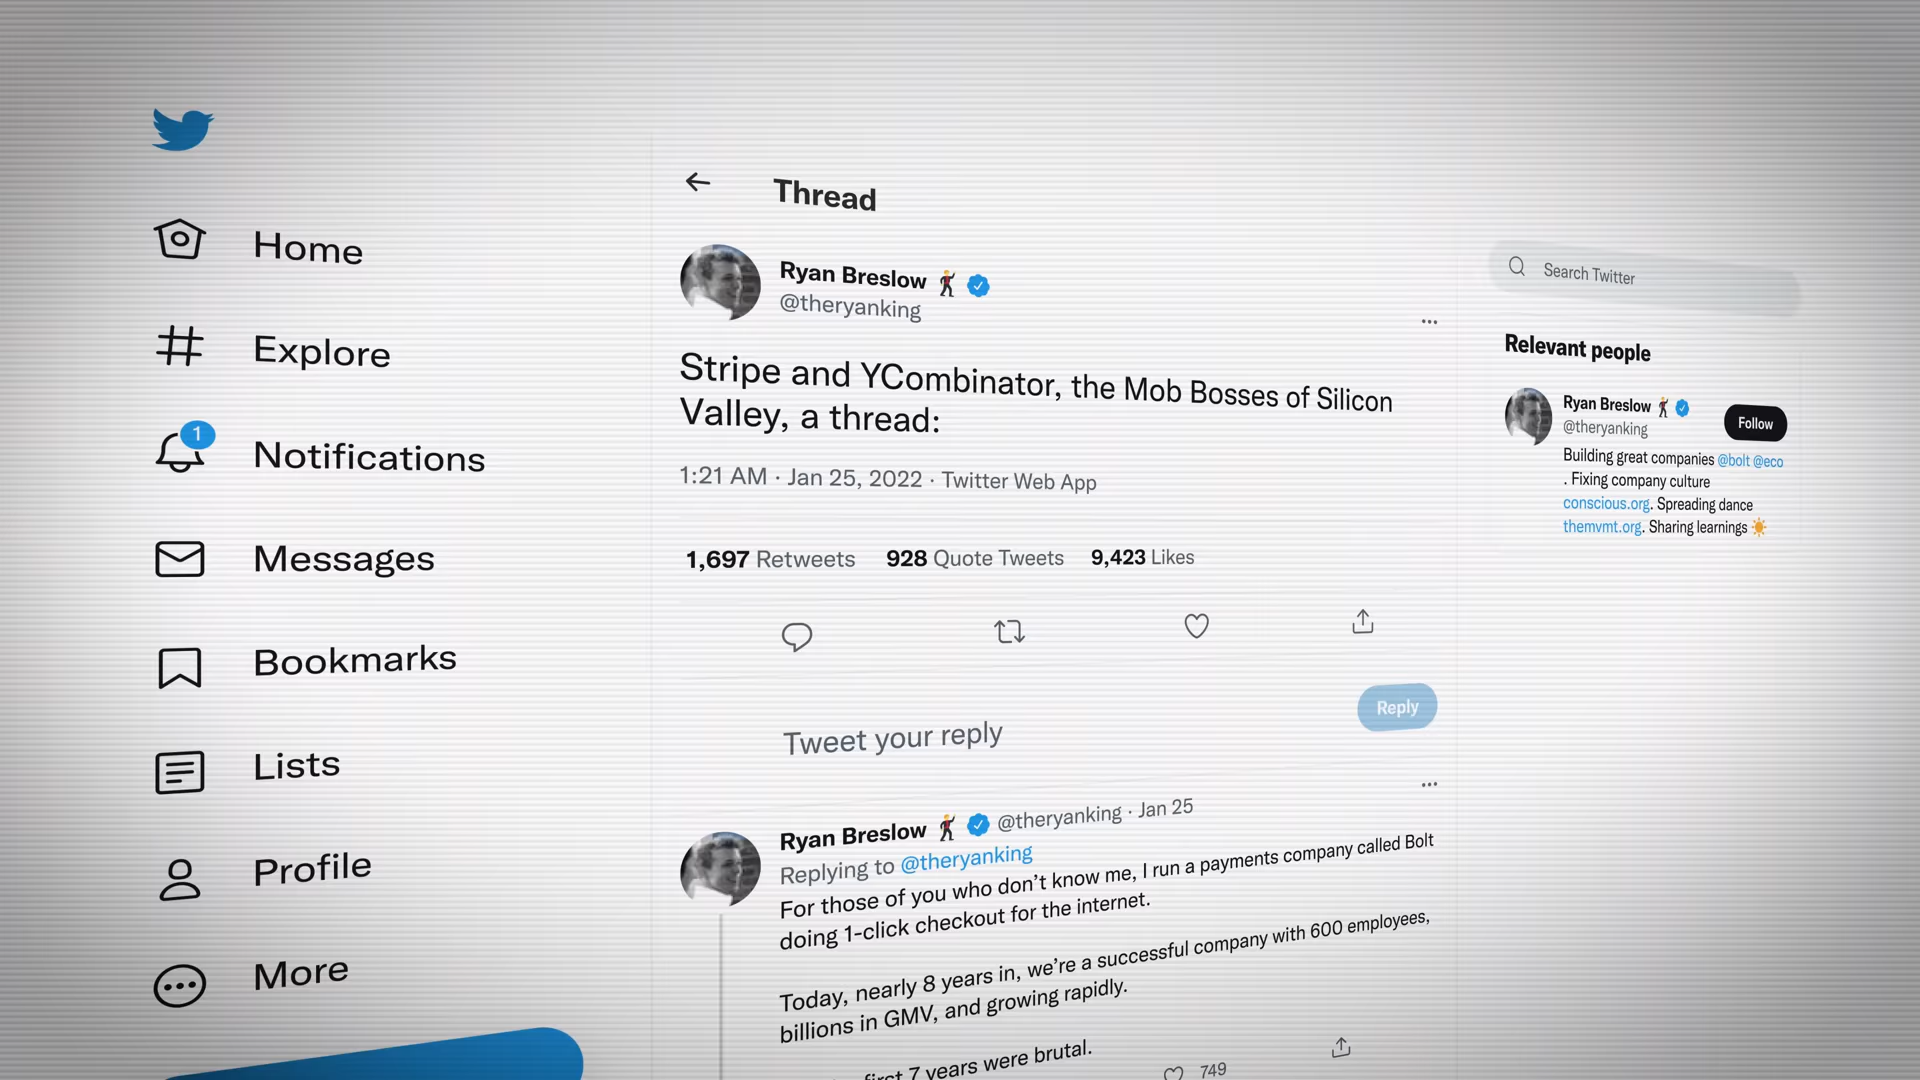 Home
Explore
1
Notifications
Messages
Bookmarks
Lists
Profile
More
Thread
Ryan Breslow
@theryanking
Stripe and YCombinator, the Mob Bosses of Silicon
Valley, a thread:
1:21 AM · Jan 25, 2022 · Twitter Web App
1,697 Retweets 928 Quote Tweets 9,423 Likes
Tweet your reply
Reply
Ryan Breslow @theryanking · Jan 25
Replying to @theryanking
For those of you who don't know me, I run a payments company called Bolt
doing 1-click checkout for the internet.
Today, nearly 8 years in, we're a successful company with 600 employees,
billions in GMV, and growing rapidly.
first 7 years were brutal.
749
Search Twitter
Relevant people
Ryan Breslow
@theryanking
Follow
Building great companies @bolt @eco
. Fixing company culture
conscious.org. Spreading dance
themvmt.org. Sharing learnings